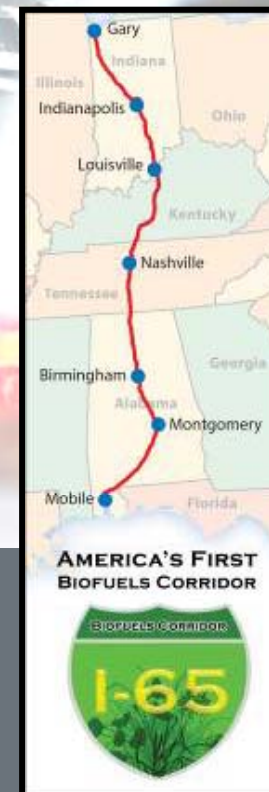 Gary
Indiana
Illinois
Indianapolis
Ohio
Louisville
Kentucky
Nashville
Tennessee
Georgia
Birmingham
Alabama
Montgomery
Mobile
Florida
AMERICA'S FIRST
BIOFUELS CORRIDOR
BIOFUELS CORRIDOR
I-65